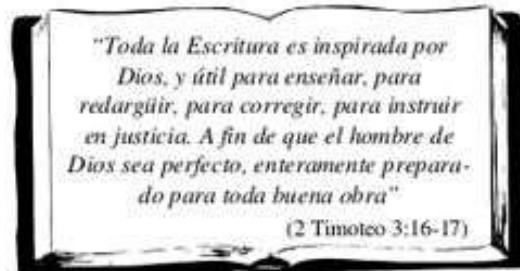 “Toda la Escritura es inspirada por
Dios, y útil para enseñar, para
redargüir, para corregir, para instruir
en justicia. A fin de que el hombre de
Dios sea perfecto, enteramente prepara-
do para toda buena obra”
(2 Timoteo 3:16-17)